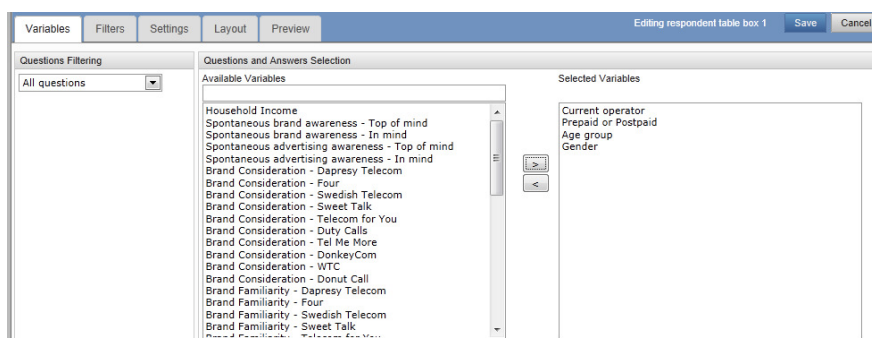 Variables
Filters
Settings
Layout
Preview
Editing respondent table box 1
Save
Cancel
Questions Filtering
All questions
Questions and Answers Selection
Available Variables
Household Income
Spontaneous brand awareness - Top of mind
Spontaneous brand awareness - In mind
Spontaneous advertising awareness - Top of mind
Spontaneous advertising awareness - In mind
Brand Consideration - Dapresy Telecom
Brand Consideration - Four
Brand Consideration - Swedish Telecom
Brand Consideration - Sweet Talk
Brand Consideration - Telecom for You
Brand Consideration - Duty Calls
Brand Consideration - Tel Me More
Brand Consideration - DonkeyCom
Brand Consideration - WTC
Brand Consideration - Donut Call
Brand Familiarity - Dapresy Telecom
Brand Familiarity - Four
Brand Familiarity - Swedish Telecom
Brand Familiarity - Sweet Talk
Brand Familiarity - Telecom for You
>
<
Selected Variables
Current operator
Prepaid or Postpaid
Age group
Gender